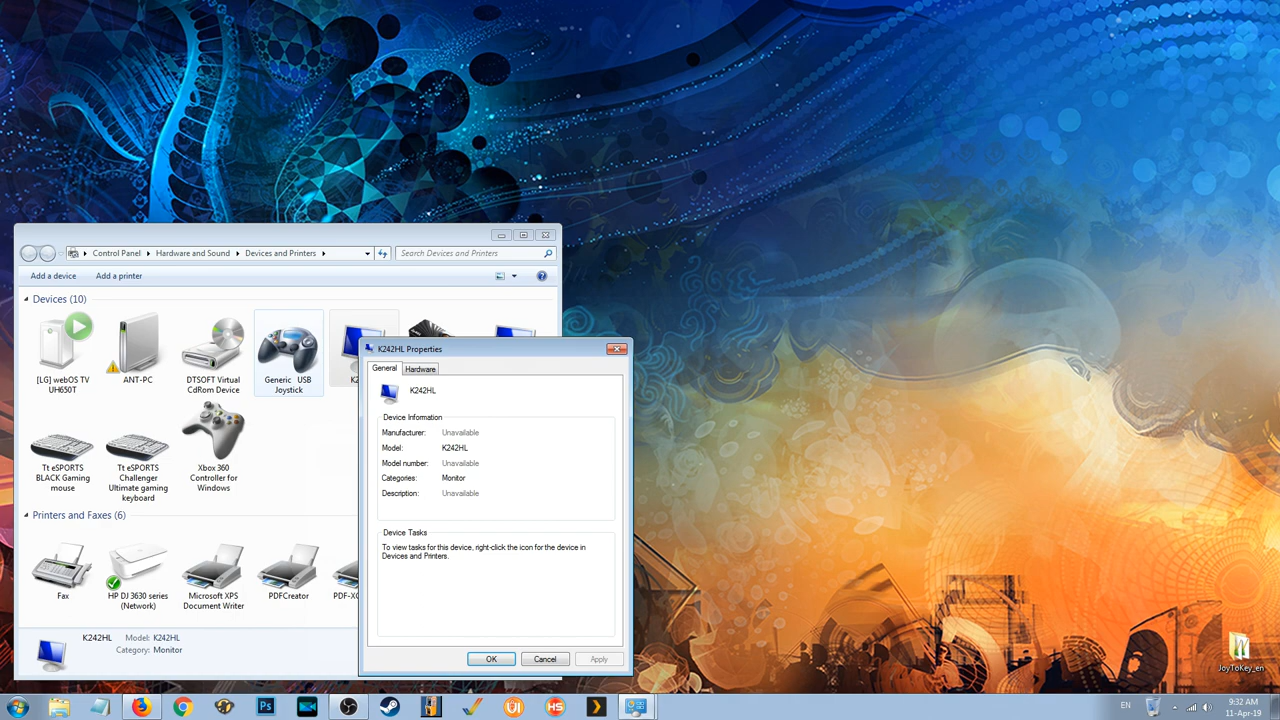 Control Panel
Hardware and Sound
Devices and Printers
Search Devices and Printers
Add a device
Add a printer
Devices (10)
[LG] webOS TV
UH650T
ANT-PC
DTSOFT Virtual
CdRom Device
Generic USB
Joystick
Tt eSPORTS
BLACK Gaming
mouse
Tt eSPORTS
Challenger
Ultimate gaming
keyboard
Xbox 360
Controller for
Windows
Printers and Faxes (6)
Fax
HP DJ 3630 series
(Network)
Microsoft XPS
Document Writer
PDFCreator
K242HL
Model: K242HL
Category: Monitor
K242HL Properties
General
Hardware
K242HL
Device Information
Manufacturer: Unavailable
Model: K242HL
Model number: Unavailable
Categories: Monitor
Description: Unavailable
Device Tasks
To view tasks for this device, right-click the icon for the device in
Devices and Printers.
OK
Cancel
Apply
JoyToKey_en
Ps
HS
EN
9:32 AM
11-Apr-19